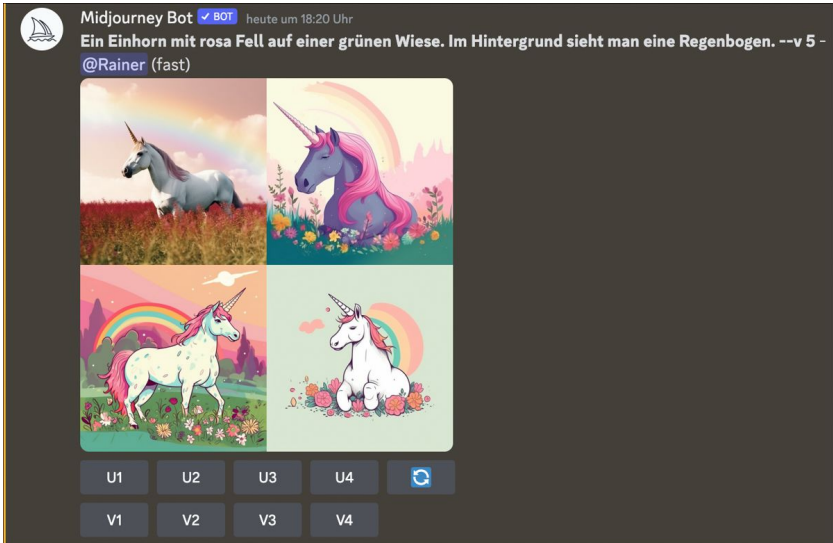 Midjourney Bot ✓ BOT heute um 18:20 Uhr
Ein Einhorn mit rosa Fell auf einer grünen Wiese. Im Hintergrund sieht man eine Regenbogen. --v 5 -
@Rainer (fast)
U1 U2 U3 U4
V1 V2 V3 V4